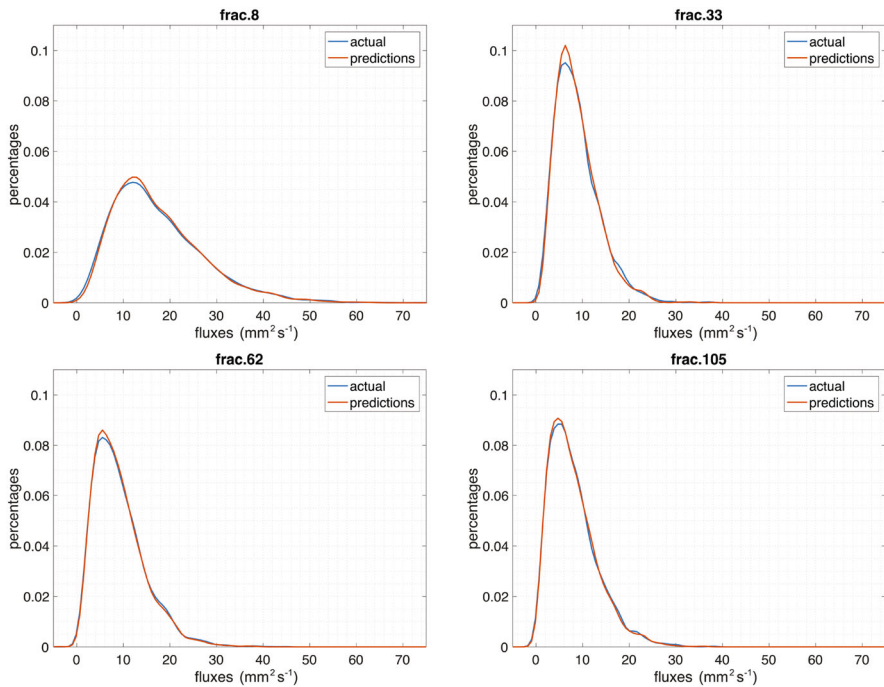 frac.8
0.1
0.08
0.06
0.04
0.02
0
percentages
0 10 20 30 40 50 60 70
fluxes (mm² s⁻¹)
actual
predictions
frac.33
0.1
0.08
0.06
0.04
0.02
0
percentages
0 10 20 30 40 50 60 70
fluxes (mm² s⁻¹)
actual
predictions
frac.62
0.1
0.08
0.06
0.04
0.02
0
percentages
0 10 20 30 40 50 60 70
fluxes (mm² s⁻¹)
actual
predictions
frac.105
0.1
0.08
0.06
0.04
0.02
0
percentages
0 10 20 30 40 50 60 70
fluxes (mm² s⁻¹)
actual
predictions